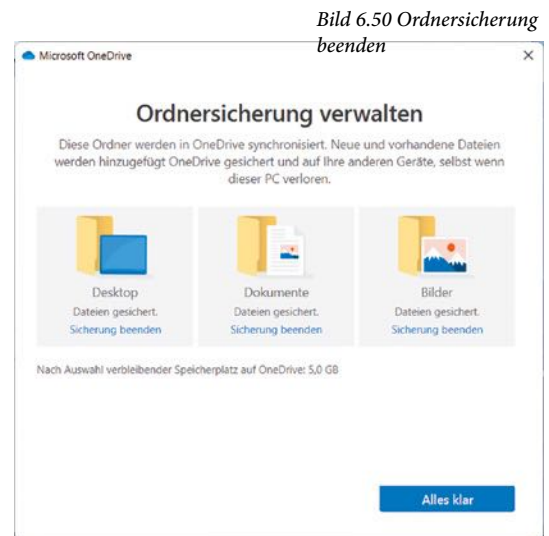 Bild 6.50 Ordnersicherung
beenden
Microsoft OneDrive
Ordnersicherung verwalten
Diese Ordner werden in OneDrive synchronisiert. Neue und vorhandene Dateien
werden hinzugefügt OneDrive gesichert und auf Ihre anderen Geräte, selbst wenn
dieser PC verloren.
Desktop
Dateien gesichert.
Sicherung beenden
Dokumente
Dateien gesichert.
Sicherung beenden
Bilder
Dateien gesichert.
Sicherung beenden
Nach Auswahl verbleibender Speicherplatz auf OneDrive: 5,0 GB
Alles klar